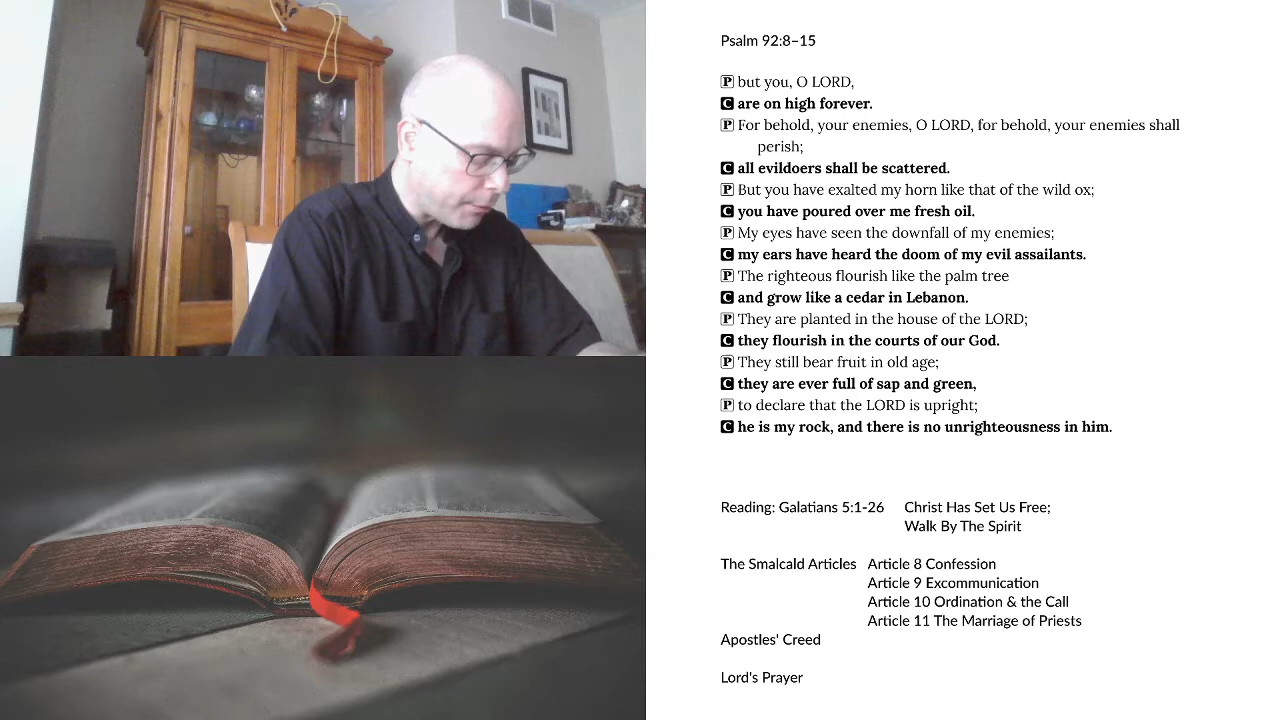 Psalm 92:8–15
P but you, O LORD,
C are on high forever.
P For behold, your enemies, O LORD, for behold, your enemies shall
perish;
C all evildoers shall be scattered.
P But you have exalted my horn like that of the wild ox;
C you have poured over me fresh oil.
P My eyes have seen the downfall of my enemies;
C my ears have heard the doom of my evil assailants.
P The righteous flourish like the palm tree
C and grow like a cedar in Lebanon.
P They are planted in the house of the LORD;
C they flourish in the courts of our God.
P They still bear fruit in old age;
C they are ever full of sap and green,
P to declare that the LORD is upright;
C he is my rock, and there is no unrighteousness in him.
Reading: Galatians 5:1-26 Christ Has Set Us Free;
Walk By The Spirit
The Smalcald Articles Article 8 Confession
Article 9 Excommunication
Article 10 Ordination & the Call
Article 11 The Marriage of Priests
Apostles' Creed
Lord's Prayer